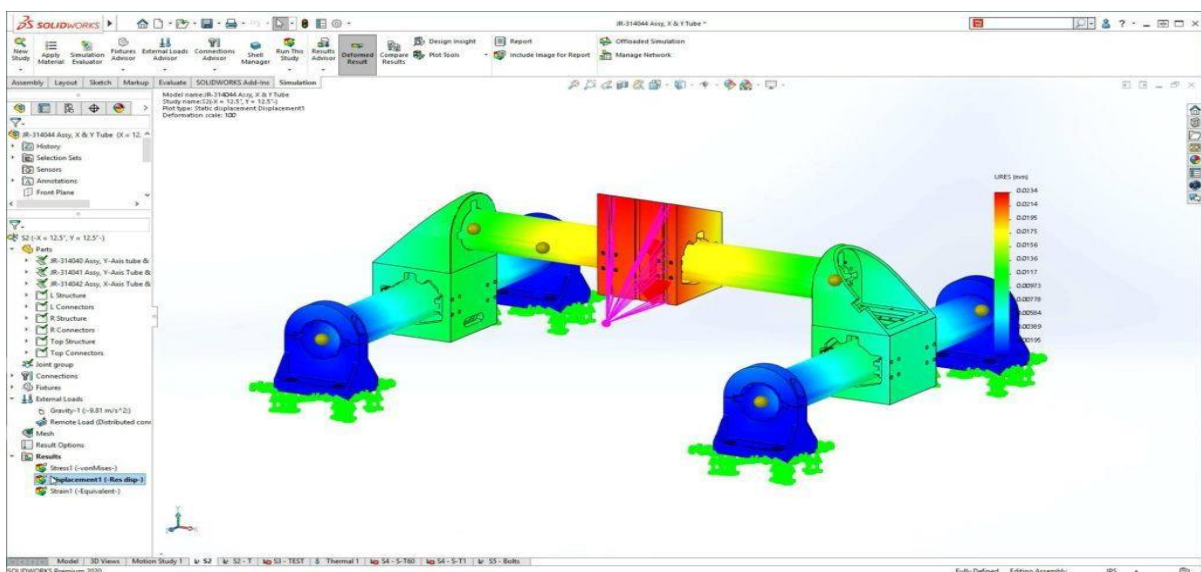 SOLIDWORKS
JR-314044 Assy, X & Y Tube *
New Study
Apply Material
Simulation Evaluator
Fixtures Advisor
External Loads Advisor
Connections Advisor
Shell Manager
Run This Study
Results Advisor
Deformed Result
Compare Results
Design Insight
Plot Tools
Report
Include Image for Report
Offloaded Simulation
Manage Network
Assembly Layout Sketch Markup Evaluate SOLIDWORKS Add-Ins Simulation
Model name:JR-314044 Assy, X & Y Tube
Study name:S2(-X = 12.5", Y = 12.5"-)
Plot type: Static displacement Displacement1
Deformation scale: 100
JR-314044 Assy, X & Y Tube (X = 12.
History
Selection Sets
Sensors
Annotations
Front Plane
S2 (-X = 12.5", Y = 12.5"-)
Parts
JR-314040 Assy, Y-Axis tube &
JR-314041 Assy, Y-Axis Tube &
JR-314042 Assy, X-Axis Tube &
L Structure
L Connectors
R Structure
R Connectors
Top Structure
Top Connectors
Joint group
Connections
Fixtures
External Loads
Gravity-1 (-9.81 m/s^2:)
Remote Load (Distributed conn
Mesh
Result Options
Results
Stress1 (-vonMises-)
Displacement1 (-Res disp-)
Strain1 (-Equivalent-)
URES (mm)
0.0234
0.0214
0.0195
0.0175
0.0156
0.0136
0.0117
0.00973
0.00778
0.00584
0.00389
0.00195
Model 3D Views Motion Study 1 S2 S2 - T S3 - TEST Thermal 1 S4 - S-T60 S4 - S-T1 S5 - Bolts
SOLIDWORKS Premium 2020
Fully Defined Editing Assembly IPS